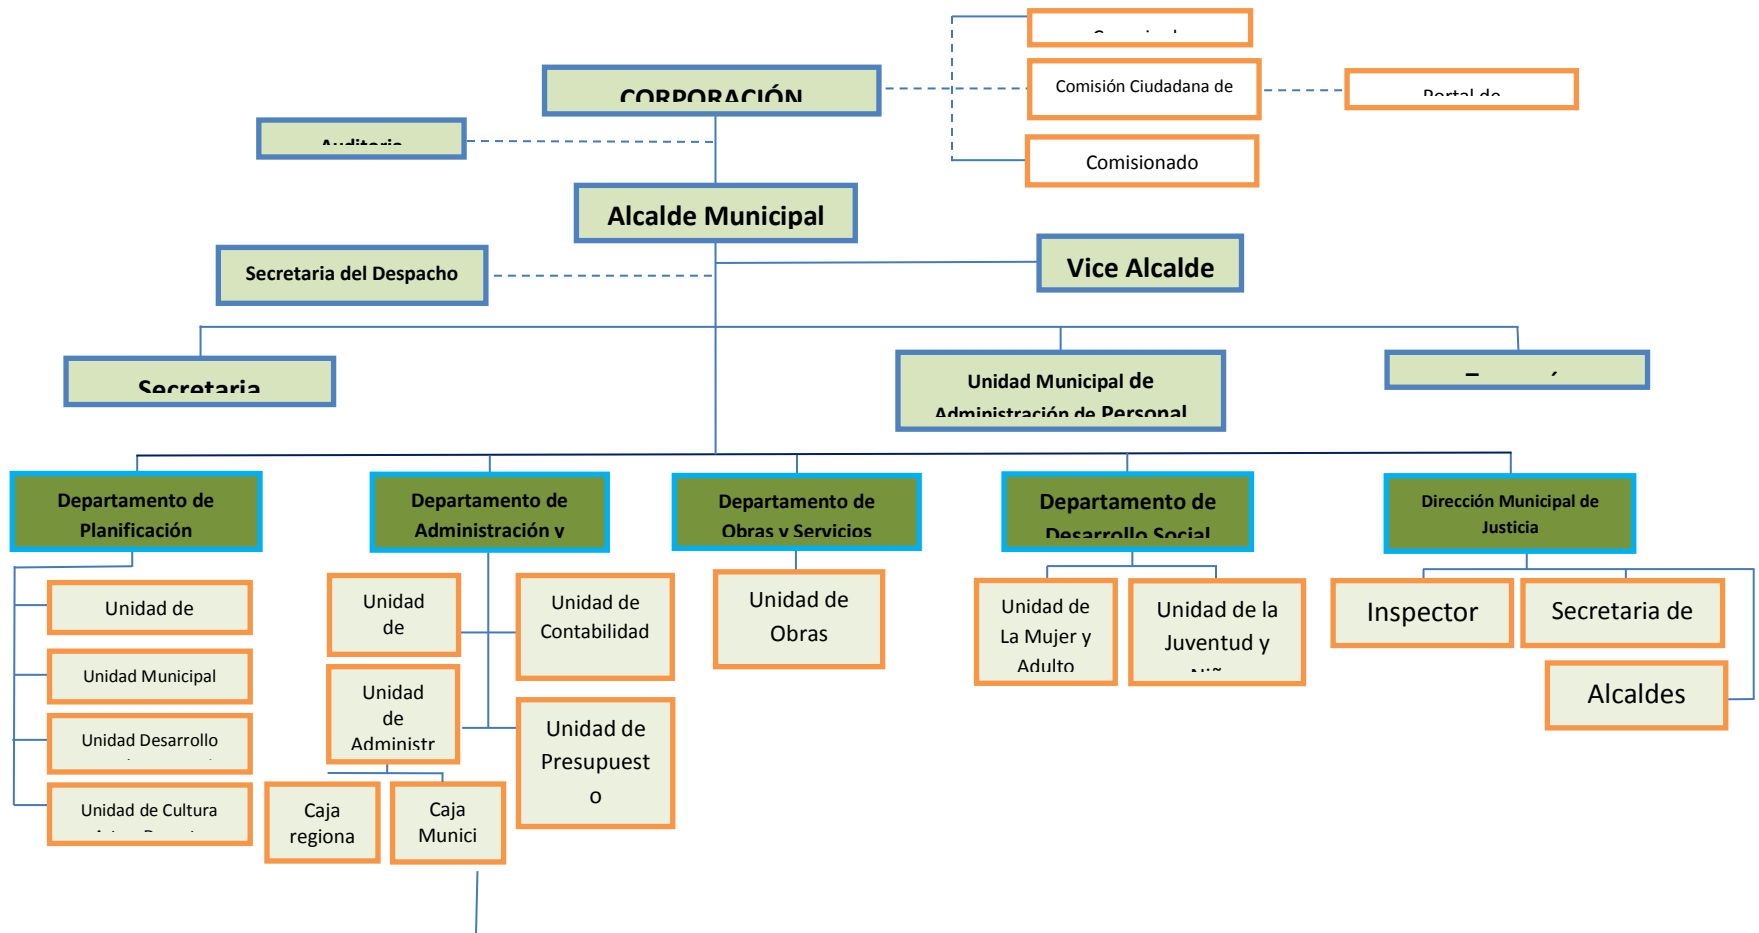 CORPORACIÓN
Comisión Ciudadana de
Portal de
Auditoria
Comisionado
Alcalde Municipal
Secretaria del Despacho
Vice Alcalde
Secretaria
Unidad Municipal de
Administración de Personal
Departamento de
Planificación
Departamento de
Administración y
Departamento de
Obras y Servicios
Departamento de
Desarrollo Social
Dirección Municipal de
Justicia
Unidad de
Unidad Municipal
Unidad Desarrollo
Unidad de Cultura
Unidad
de
Unidad de
Contabilidad
Unidad
de
Administr
Unidad de
Presupuest
o
Caja
regiona
Caja
Munici
Unidad de
Obras
Unidad de
La Mujer y
Adulto
Unidad de la
Juventud y
Inspector
Secretaria de
Alcaldes